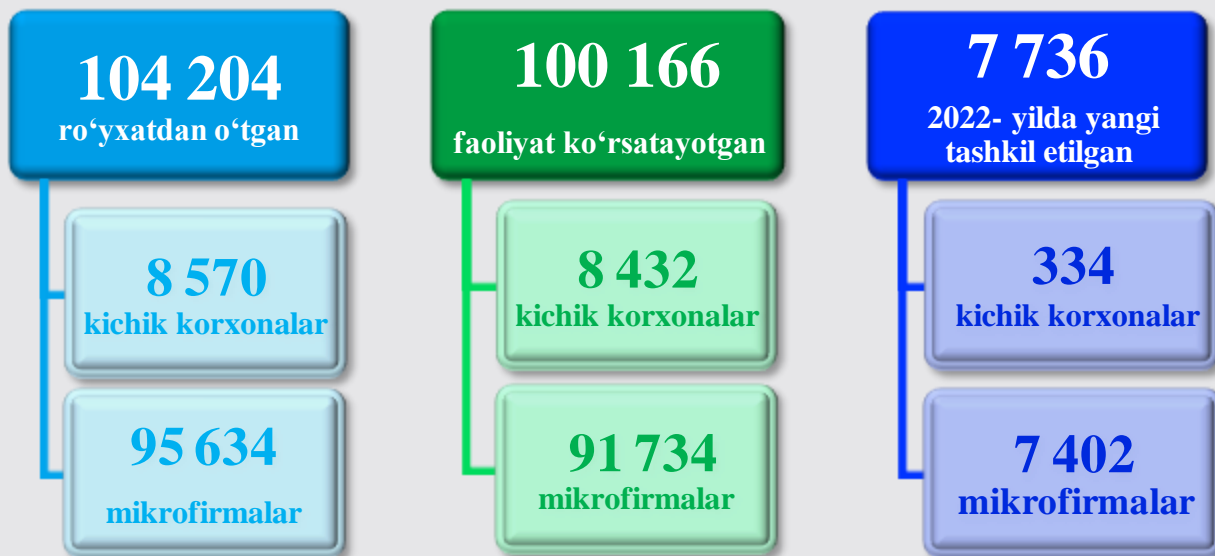 104 204
ro‘yxatdan o‘tgan
8 570
kichik korxonalar
95 634
mikrofirmalar
100 166
faoliyat ko‘rsatayotgan
8 432
kichik korxonalar
91 734
mikrofirmalar
7 736
2022- yilda yangi
tashkil etilgan
334
kichik korxonalar
7 402
mikrofirmalar